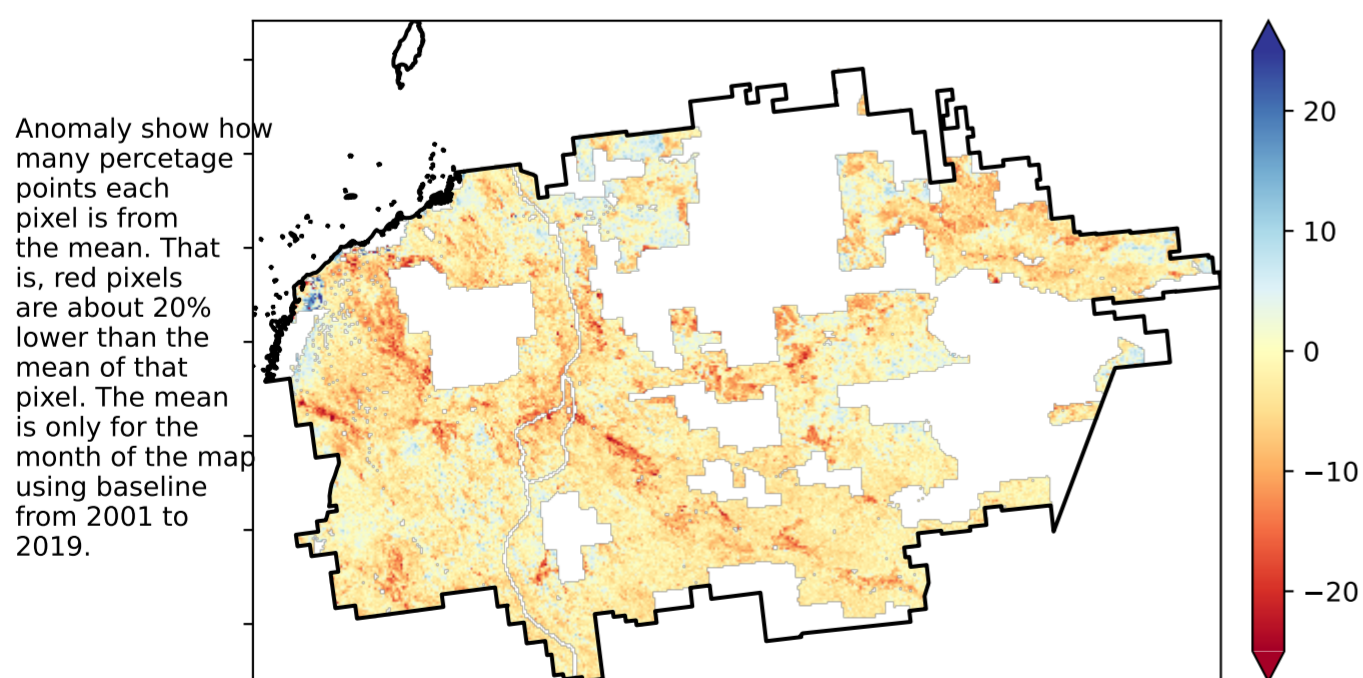 Anomaly show how
many percetage
points each
pixel is from
the mean. That
is, red pixels
are about 20%
lower than the
mean of that
pixel. The mean
is only for the
month of the map
using baseline
from 2001 to
2019.
20
10
0
−10
−20